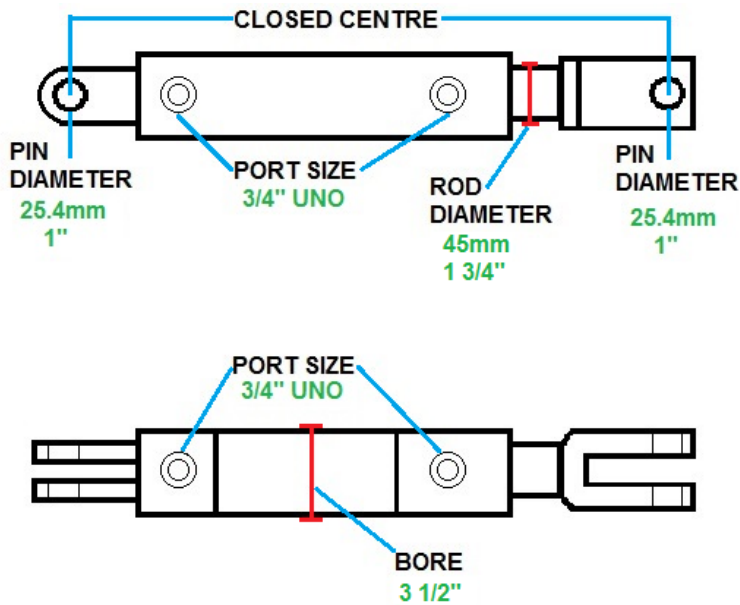 CLOSED CENTRE
PIN
DIAMETER
25.4mm
1"
PORT SIZE
3/4" UNO
ROD
DIAMETER
45mm
1 3/4"
PIN
DIAMETER
25.4mm
1"
PORT SIZE
3/4" UNO
BORE
3 1/2"